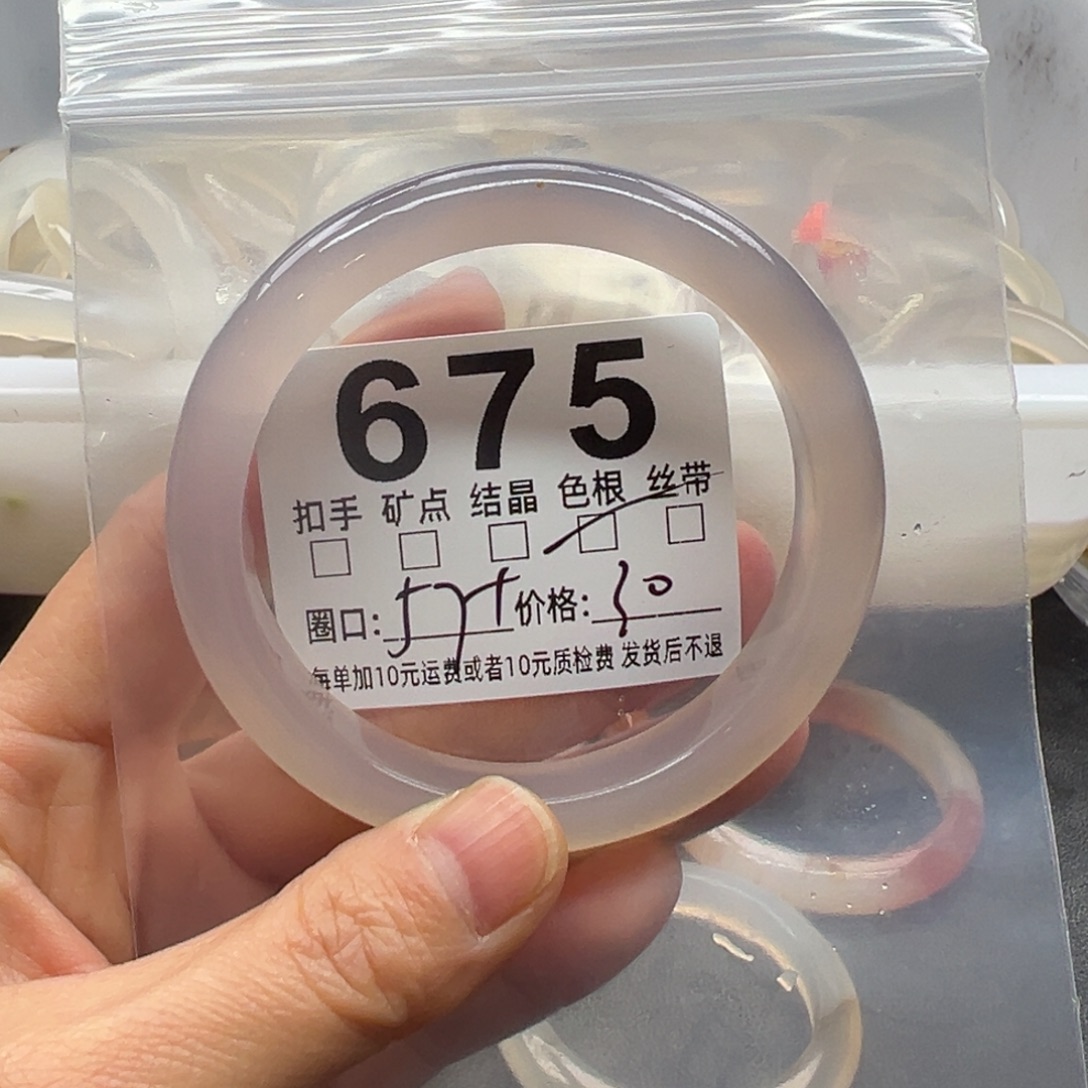 675
扣手 矿点 结晶 色根 丝带
圈口: 价格:
每单加10元运费或者10元质检费 发货后不退